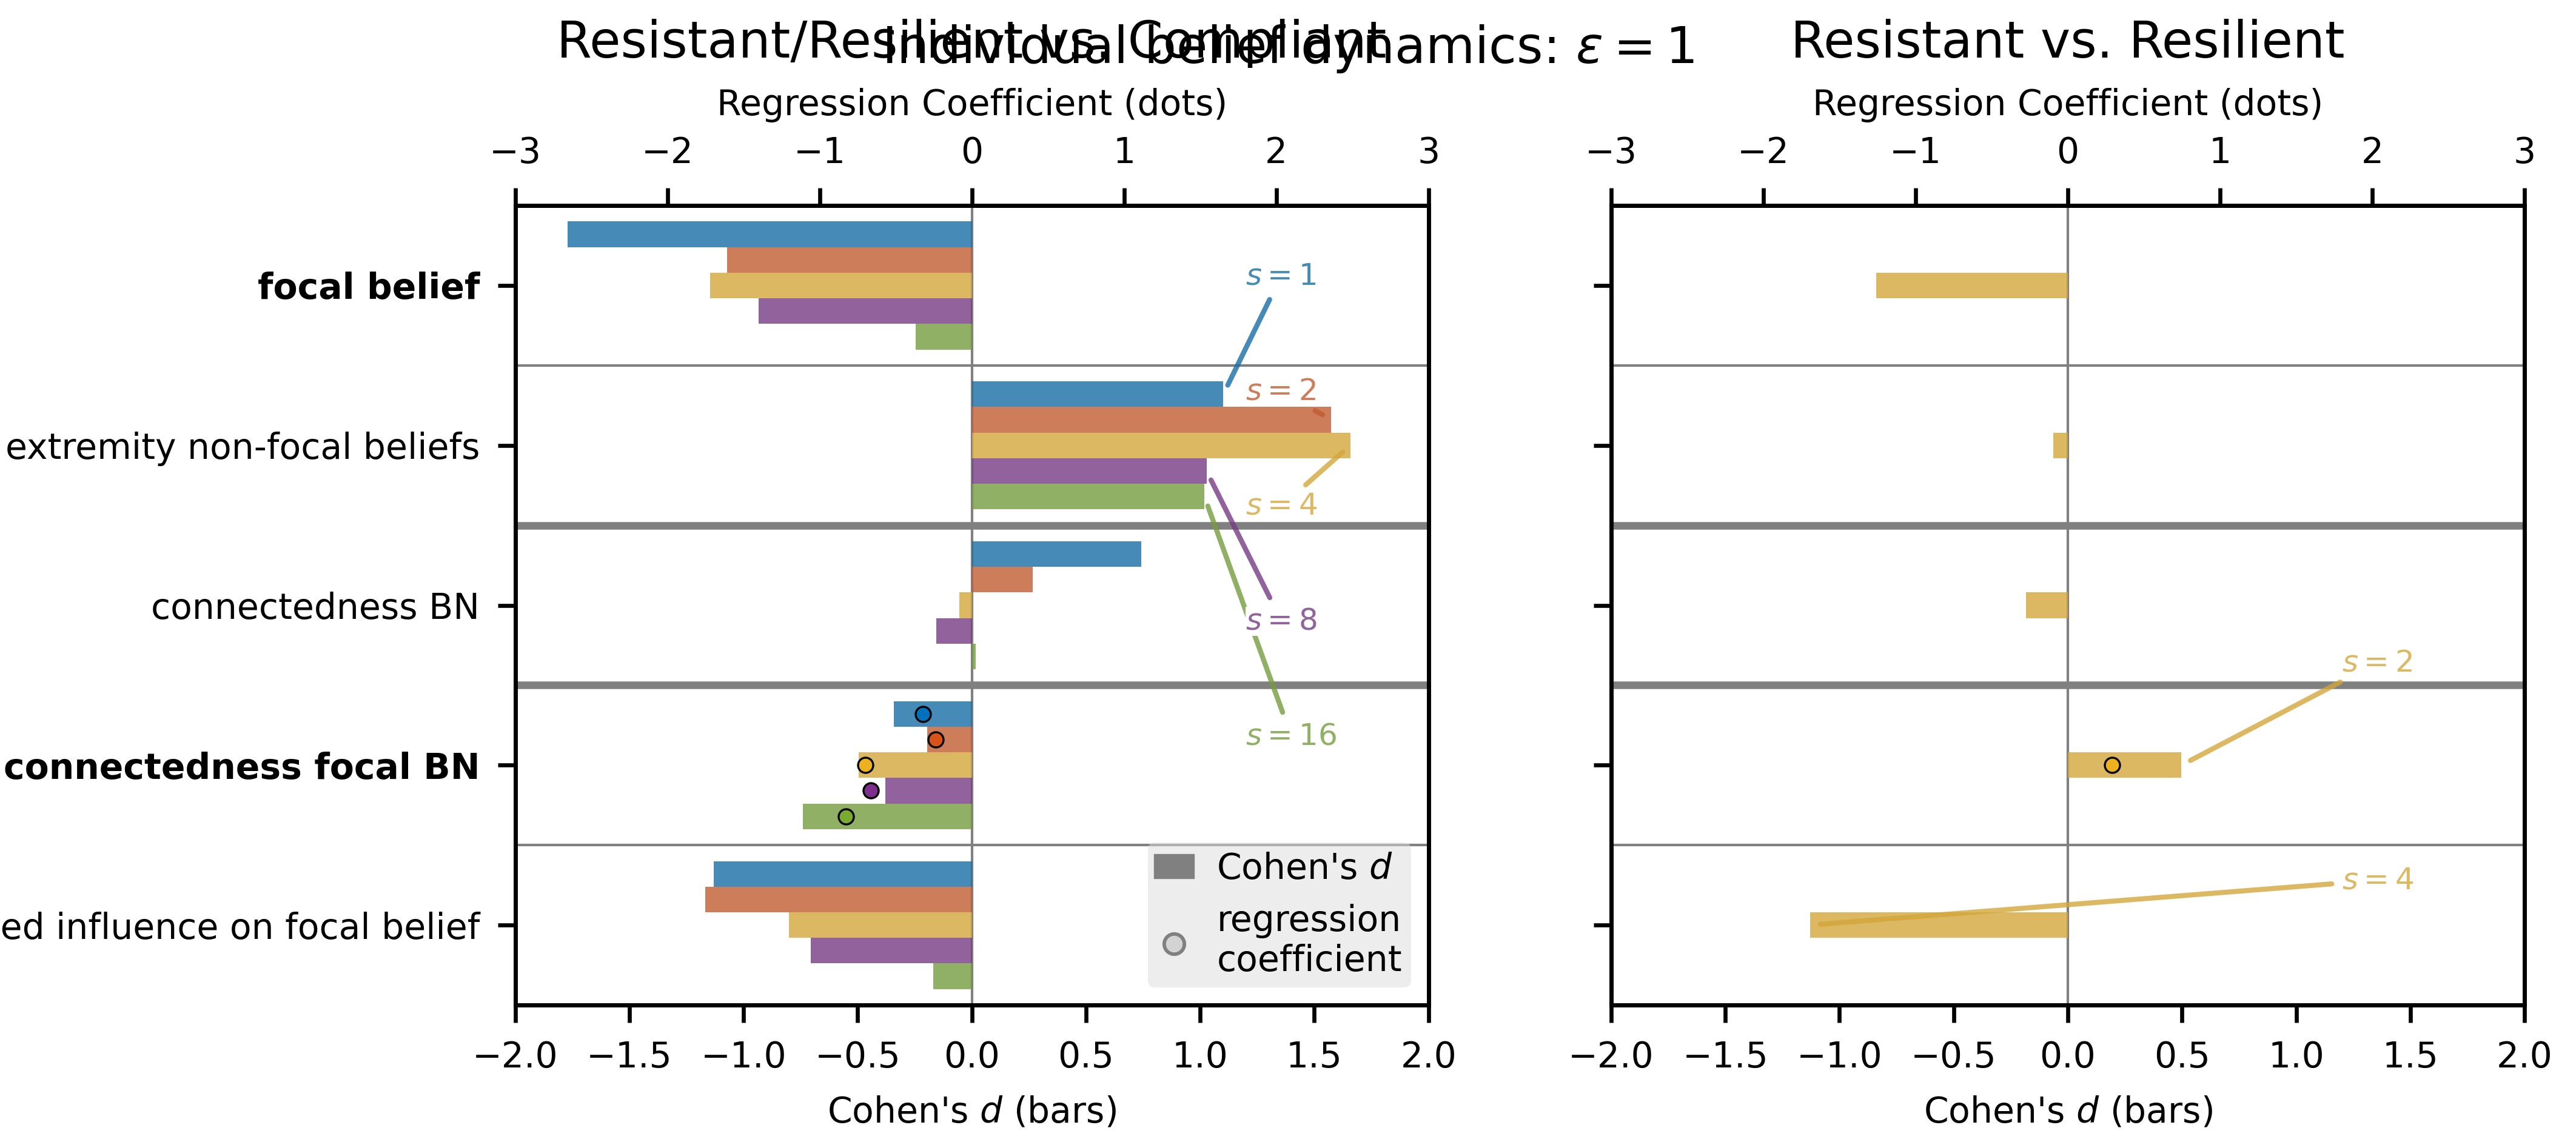 Resistant/Resilient vs. Compliant
Individual belief dynamics: ε = 1
Resistant vs. Resilient
Regression Coefficient (dots)
Regression Coefficient (dots)
−3 −2 −1 0 1 2 3
−3 −2 −1 0 1 2 3
focal belief
extremity non-focal beliefs
connectedness BN
connectedness focal BN
ed influence on focal belief
s = 1
s = 2
s = 4
s = 8
s = 16
s = 2
s = 4
Cohen's d
regression
coefficient
−2.0 −1.5 −1.0 −0.5 0.0 0.5 1.0 1.5 2.0
−2.0 −1.5 −1.0 −0.5 0.0 0.5 1.0 1.5 2.0
Cohen's d (bars)
Cohen's d (bars)